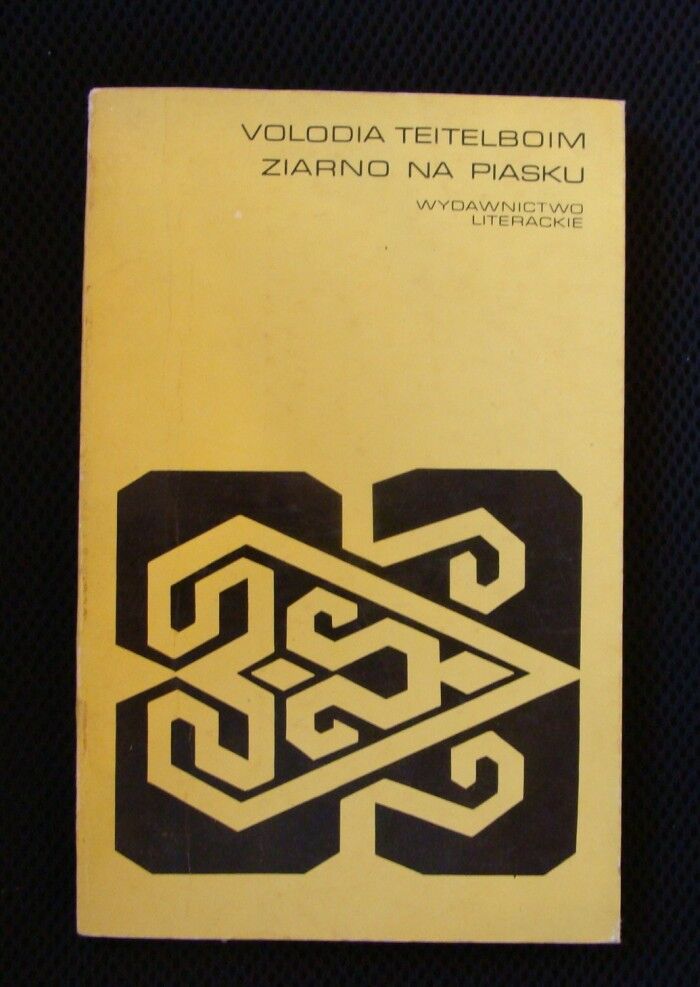 VOLODIA TEITELBOIM
ZIARNO NA PIASKU
WYDAWNICTWO
LITERACKIE